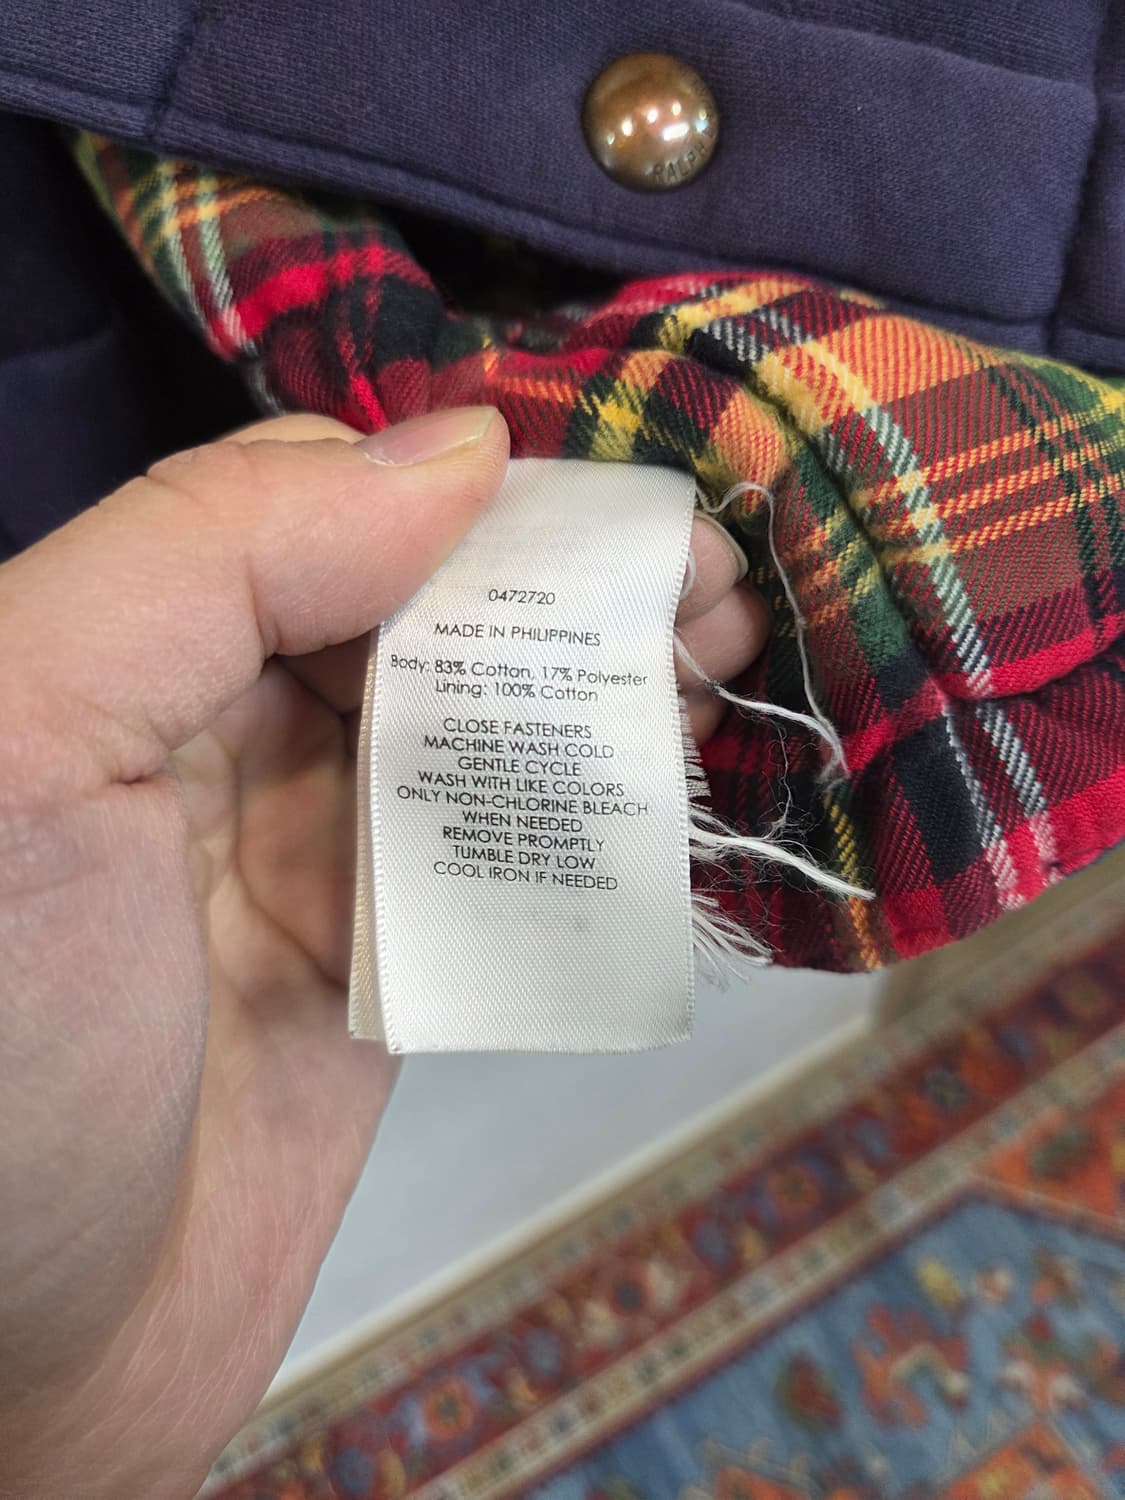 RALPH
0472720
MADE IN PHILIPPINES
Body: 83% Cotton, 17% Polyester
Lining: 100% Cotton
CLOSE FASTENERS
MACHINE WASH COLD
GENTLE CYCLE
WASH WITH LIKE COLORS
ONLY NON-CHLORINE BLEACH
WHEN NEEDED
REMOVE PROMPTLY
TUMBLE DRY LOW
COOL IRON IF NEEDED